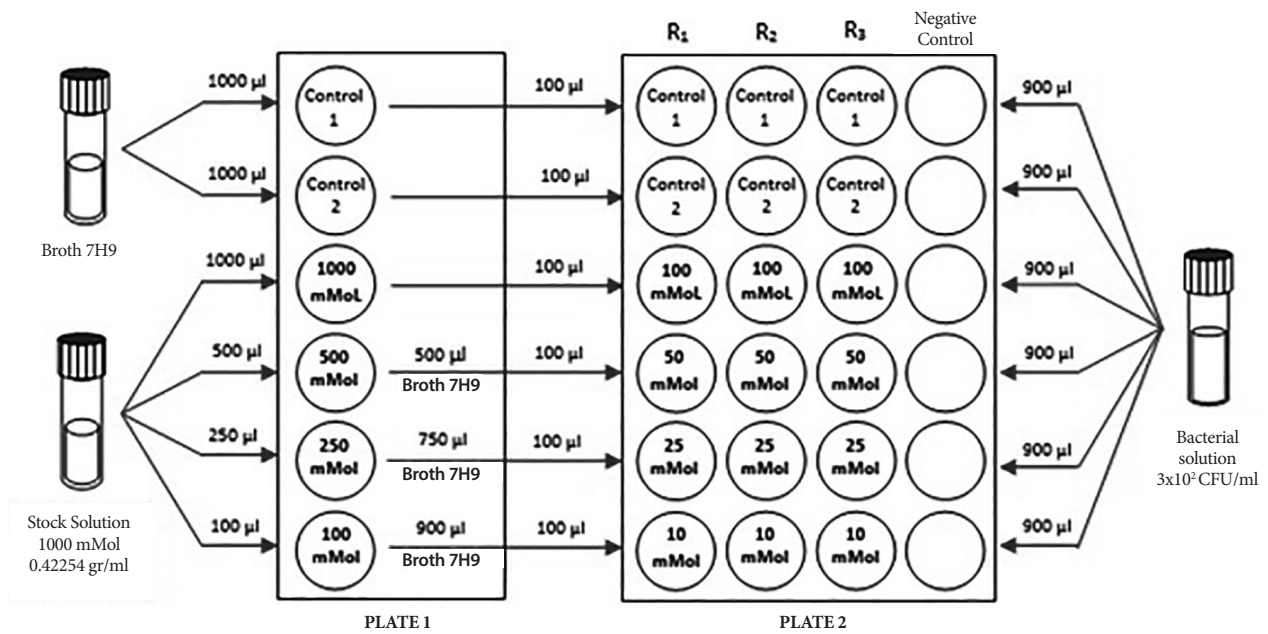 R₁ R₂ R₃ Negative
Control
1000 µl
Control
1
100 µl
Control
1
Control
1
Control
1
900 µl
1000 µl
Control
2
100 µl
Control
2
Control
2
Control
2
900 µl
Broth 7H9
1000 µl
1000
mMoL
100 µl
100
mMoL
100
mMoL
100
mMoL
900 µl
500 µl
500
mMol
500 µl
Broth 7H9
100 µl
50
mMol
50
mMol
50
mMol
900 µl
250 µl
250
mMol
750 µl
Broth 7H9
100 µl
25
mMol
25
mMol
25
mMol
900 µl
100 µl
100
mMol
900 µl
Broth 7H9
100 µl
10
mMol
10
mMol
10
mMol
900 µl
Stock Solution
1000 mMol
0.42254 gr/ml
Bacterial
solution
3x10² CFU/ml
PLATE 1
PLATE 2